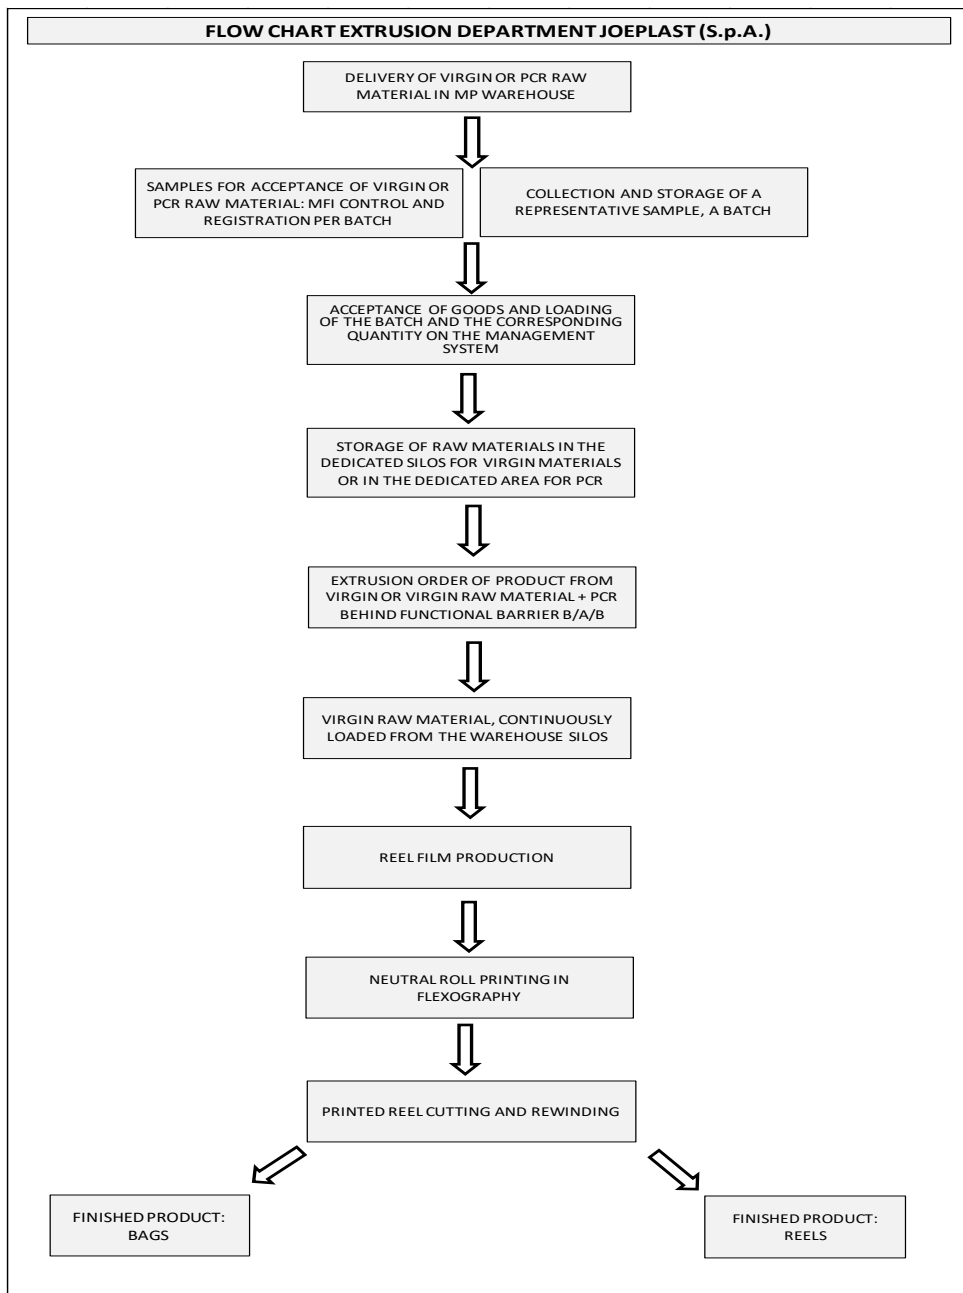 FLOW CHART EXTRUSION DEPARTMENT JOEPLAST (S.p.A.)
DELIVERY OF VIRGIN OR PCR RAW
MATERIAL IN MP WAREHOUSE
SAMPLES FOR ACCEPTANCE OF VIRGIN OR
PCR RAW MATERIAL: MFI CONTROL AND
REGISTRATION PER BATCH
COLLECTION AND STORAGE OF A
REPRESENTATIVE SAMPLE, A BATCH
ACCEPTANCE OF GOODS AND LOADING
OF THE BATCH AND THE CORRESPONDING
QUANTITY ON THE MANAGEMENT
SYSTEM
STORAGE OF RAW MATERIALS IN THE
DEDICATED SILOS FOR VIRGIN MATERIALS
OR IN THE DEDICATED AREA FOR PCR
EXTRUSION ORDER OF PRODUCT FROM
VIRGIN OR VIRGIN RAW MATERIAL + PCR
BEHIND FUNCTIONAL BARRIER B/A/B
VIRGIN RAW MATERIAL, CONTINUOUSLY
LOADED FROM THE WAREHOUSE SILOS
REEL FILM PRODUCTION
NEUTRAL ROLL PRINTING IN
FLEXOGRAPHY
PRINTED REEL CUTTING AND REWINDING
FINISHED PRODUCT:
BAGS
FINISHED PRODUCT:
REELS